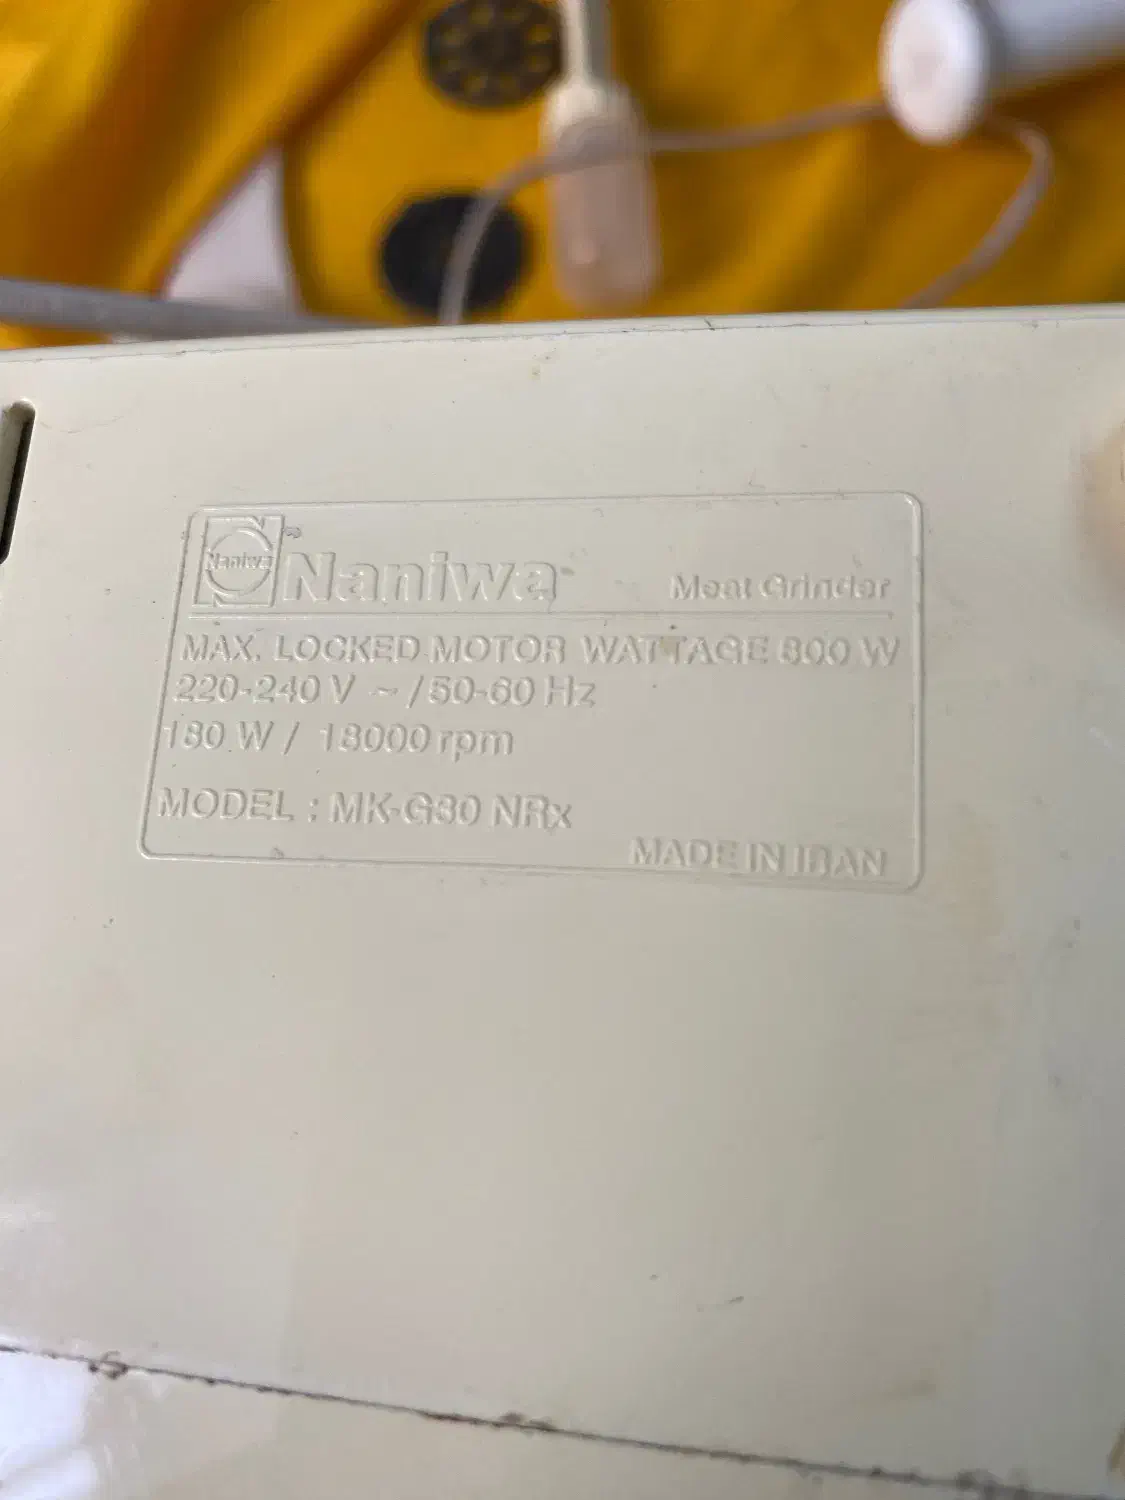 Naniwa
Naniwa Meat Grinder
MAX. LOCKED MOTOR WATTAGE 800 W
220-240 V ~ / 50-60 Hz
180 W / 18000 rpm
MODEL : MK-G30 NRx
MADE IN IRAN